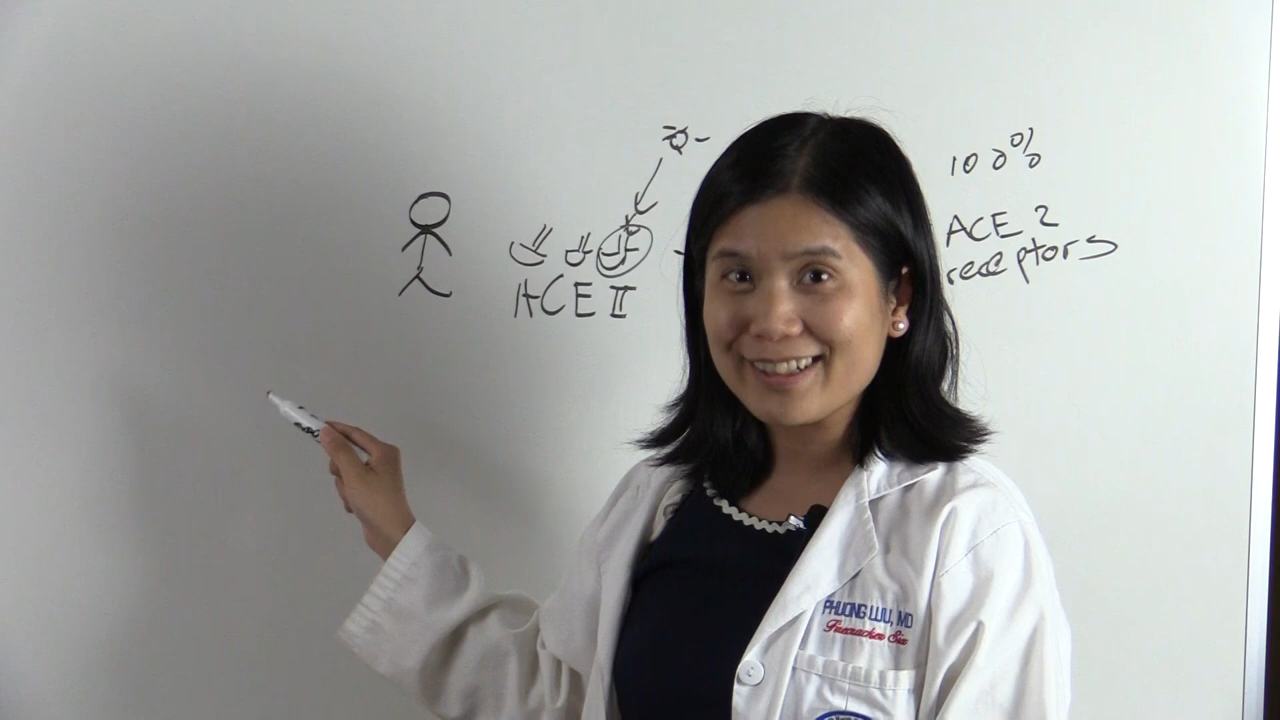 100%
ACE 2
receptors
ACE II
PHUONG LUU, MD